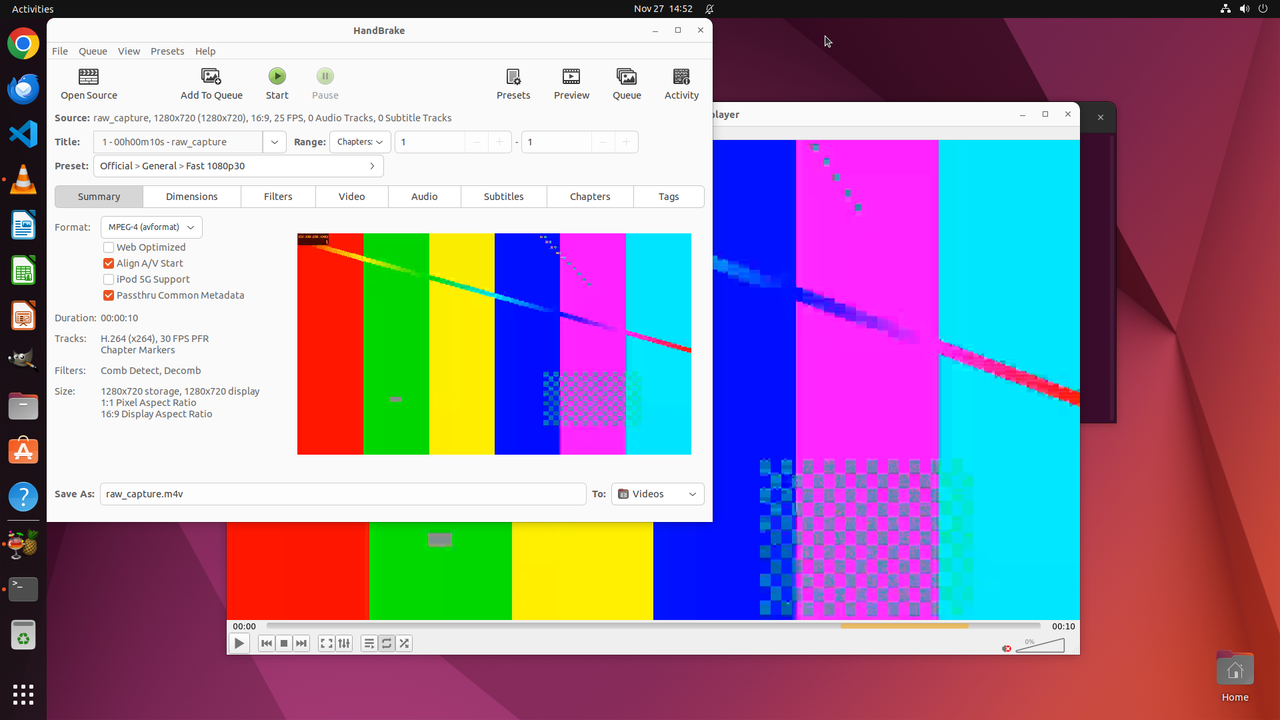 Activities
Nov 27 14:52
HandBrake
File Queue View Presets Help
Open Source
Add To Queue
Start
Pause
Presets
Preview
Queue
Activity
Source: raw_capture, 1280x720 (1280x720), 16:9, 25 FPS, 0 Audio Tracks, 0 Subtitle Tracks
Title: 1 - 00h00m10s - raw_capture
Range: Chapters: 1 - 1
Preset: Official > General > Fast 1080p30
Summary Dimensions Filters Video Audio Subtitles Chapters Tags
Format: MPEG-4 (avformat)
Web Optimized
Align A/V Start
iPod 5G Support
Passthru Common Metadata
Duration: 00:00:10
Tracks: H.264 (x264), 30 FPS PFR
Chapter Markers
Filters: Comb Detect, Decomb
Size: 1280x720 storage, 1280x720 display
1:1 Pixel Aspect Ratio
16:9 Display Aspect Ratio
Save As: raw_capture.m4v
To: Videos
player
00:00
00:10
0%
Home